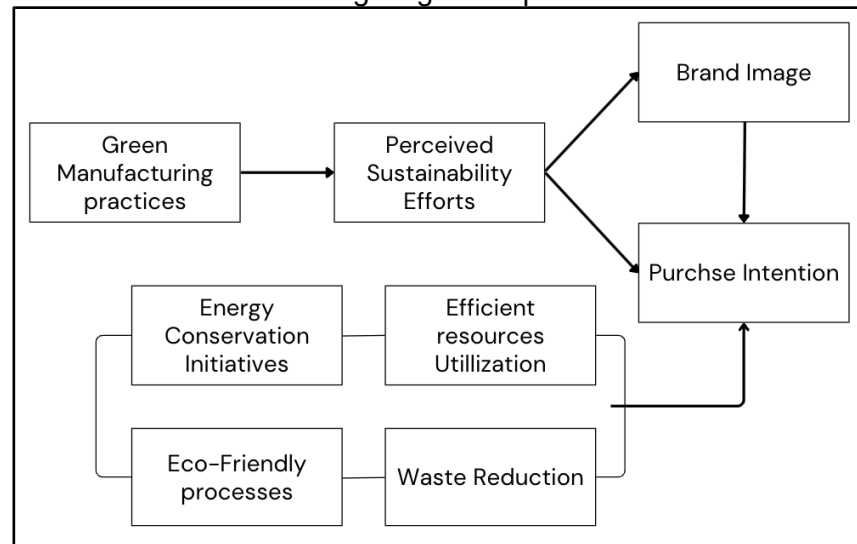 Brand Image
Green
Manufacturing
practices
Perceived
Sustainability
Efforts
Purchse Intention
Energy
Conservation
Initiatives
Efficient
resources
Utillization
Eco-Friendly
processes
Waste Reduction